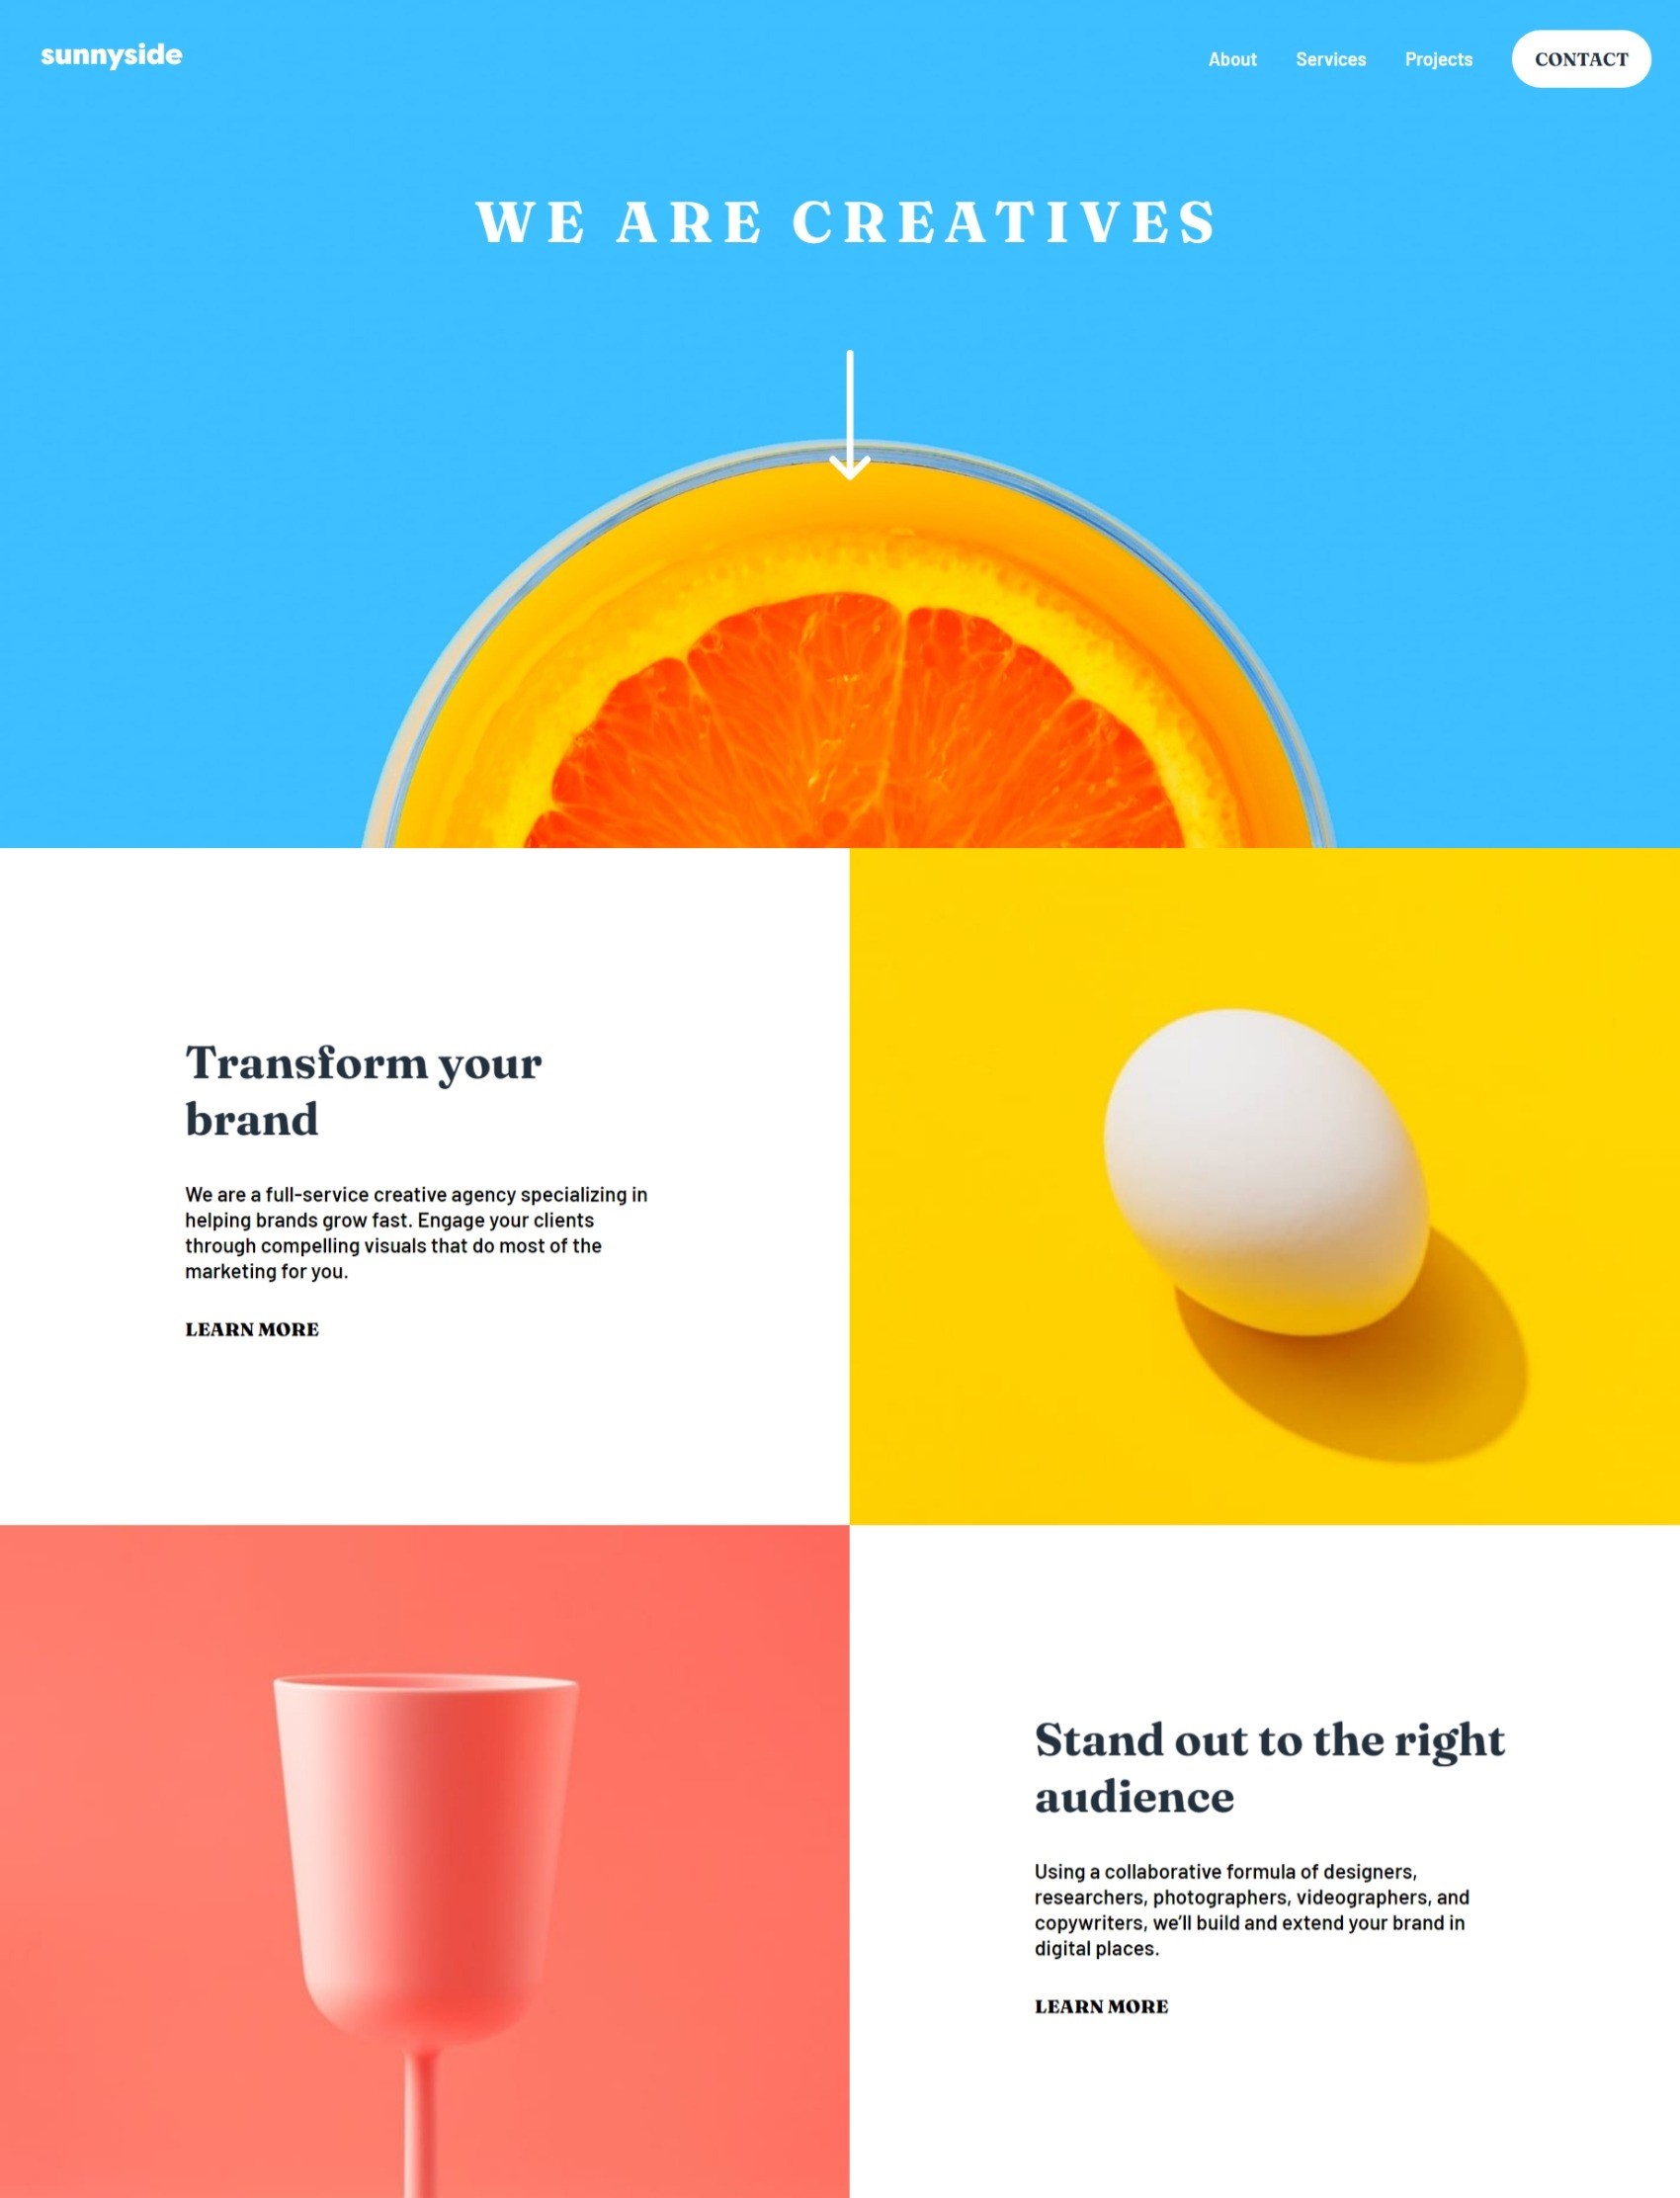 sunnyside
About Services Projects CONTACT
WE ARE CREATIVES
Transform your
brand
We are a full-service creative agency specializing in
helping brands grow fast. Engage your clients
through compelling visuals that do most of the
marketing for you.
LEARN MORE
Stand out to the right
audience
Using a collaborative formula of designers,
researchers, photographers, videographers, and
copywriters, we’ll build and extend your brand in
digital places.
LEARN MORE